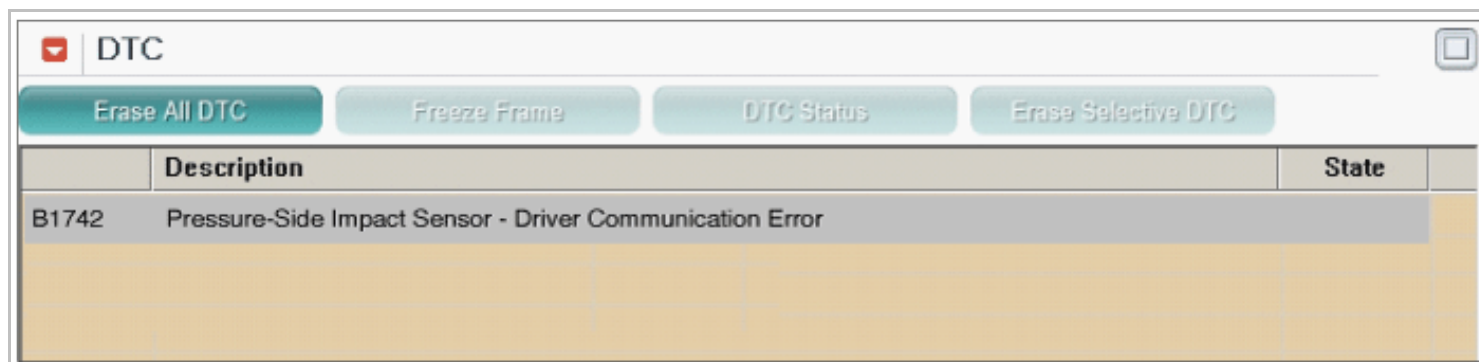 DTC
Erase All DTC Freeze Frame DTC Status Erase Selective DTC
Description State
B1742 Pressure-Side Impact Sensor - Driver Communication Error